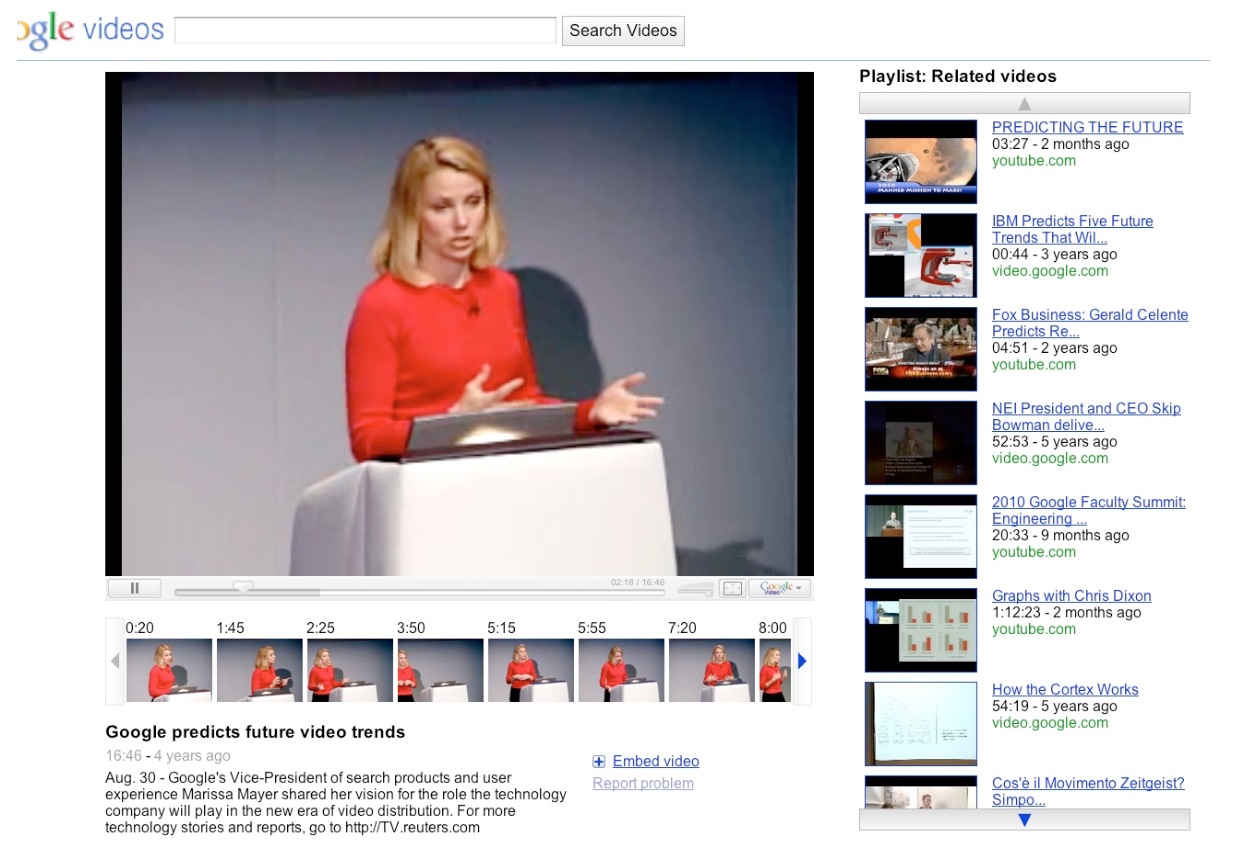 ogle videos
Search Videos
Playlist: Related videos
PREDICTING THE FUTURE
03:27 - 2 months ago
youtube.com
2030
MANNED MISSION TO MARS!
IBM Predicts Five Future
Trends That Wil...
00:44 - 3 years ago
video.google.com
Fox Business: Gerald Celente
Predicts Re...
04:51 - 2 years ago
youtube.com
NEI President and CEO Skip
Bowman delive...
52:53 - 5 years ago
video.google.com
2010 Google Faculty Summit:
Engineering ...
20:33 - 9 months ago
youtube.com
Graphs with Chris Dixon
1:12:23 - 2 months ago
youtube.com
How the Cortex Works
54:19 - 5 years ago
video.google.com
Cos'è il Movimento Zeitgeist?
Simpo...
02:18 / 16:46
Google
Video
0:20 1:45 2:25 3:50 5:15 5:55 7:20 8:00
Google predicts future video trends
16:46 - 4 years ago
Aug. 30 - Google's Vice-President of search products and user
experience Marissa Mayer shared her vision for the role the technology
company will play in the new era of video distribution. For more
technology stories and reports, go to http://TV.reuters.com
Embed video
Report problem